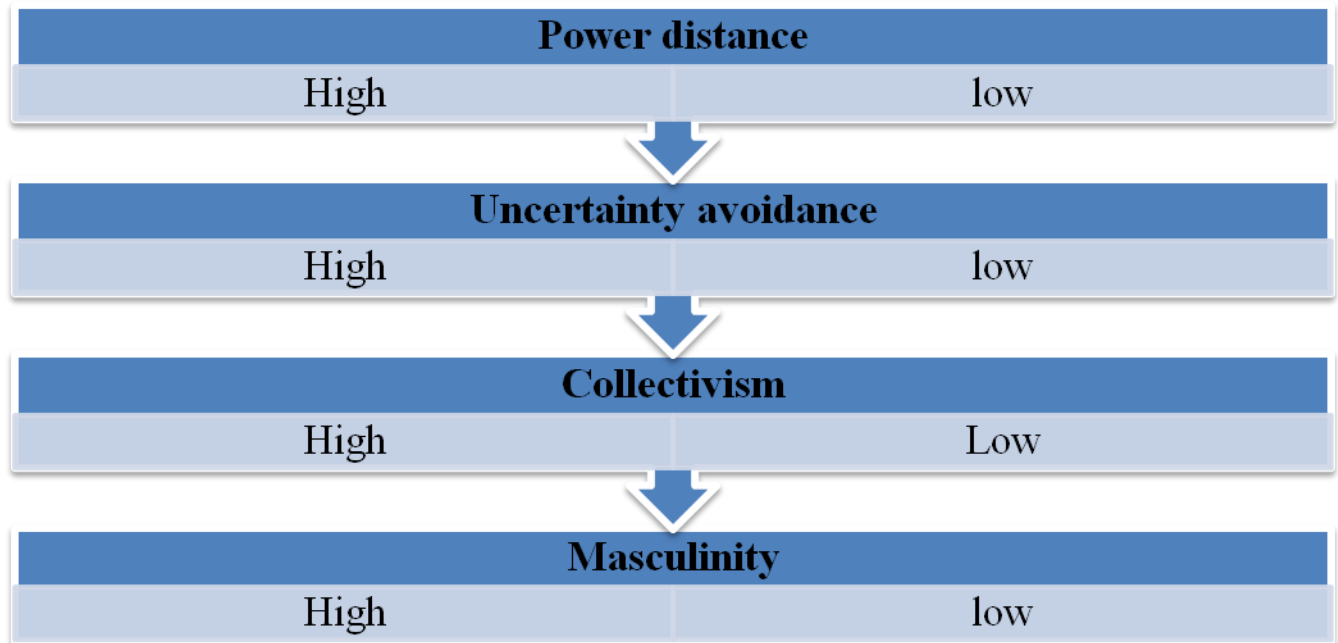 Power distance
High low
Uncertainty avoidance
High low
Collectivism
High Low
Masculinity
High low